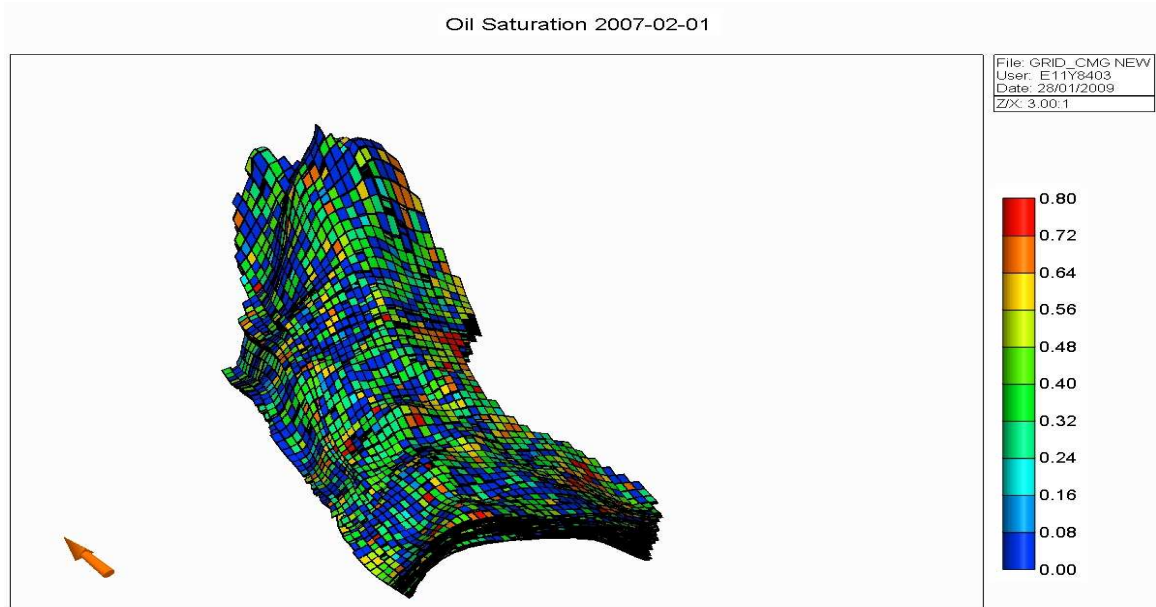 Oil Saturation 2007-02-01
File: GRID_CMG NEW
User: E11Y8403
Date: 28/01/2009
Z/X: 3.00:1
0.80
0.72
0.64
0.56
0.48
0.40
0.32
0.24
0.16
0.08
0.00